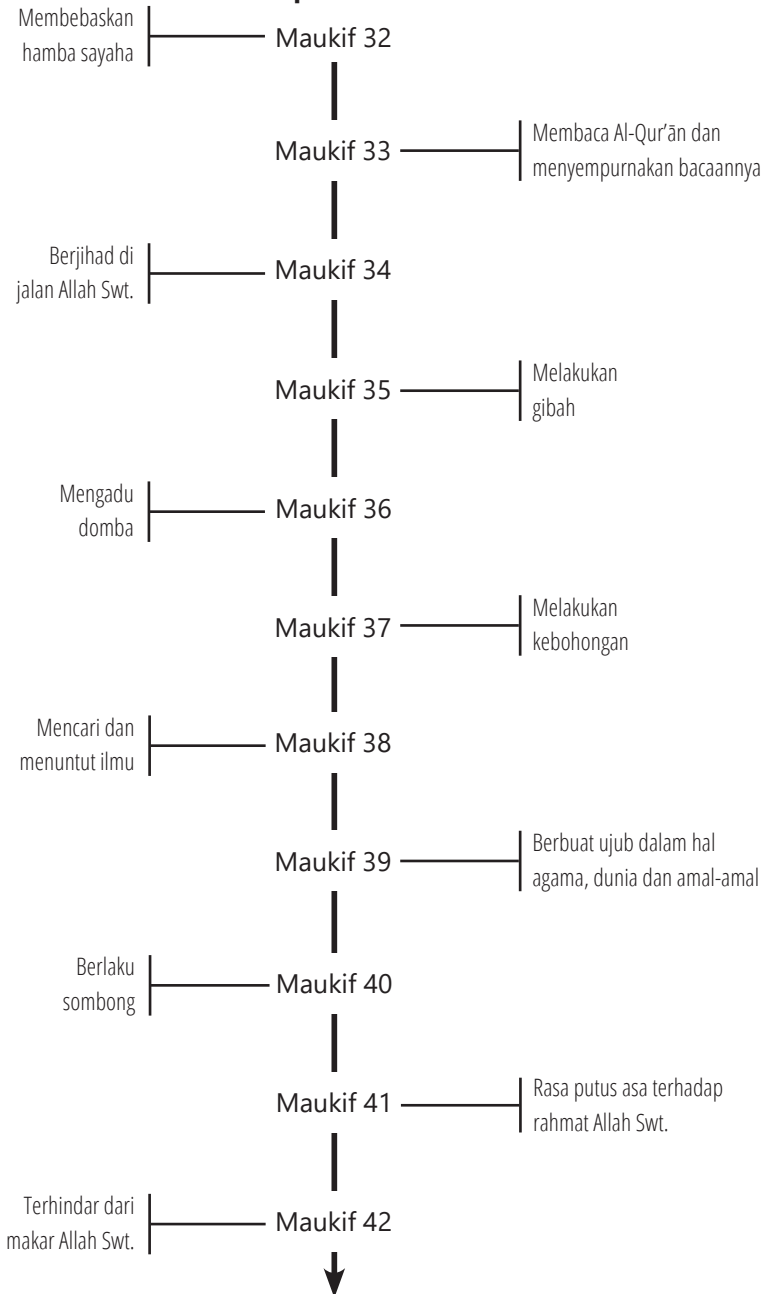 Membebaskan
hamba sayaha
Maukif 32
Maukif 33
Membaca Al-Qur’ān dan
menyempurnakan bacaannya
Berjihad di
jalan Allah Swt.
Maukif 34
Maukif 35
Melakukan
gibah
Mengadu
domba
Maukif 36
Maukif 37
Melakukan
kebohongan
Mencari dan
menuntut ilmu
Maukif 38
Maukif 39
Berbuat ujub dalam hal
agama, dunia dan amal-amal
Berlaku
sombong
Maukif 40
Maukif 41
Rasa putus asa terhadap
rahmat Allah Swt.
Terhindar dari
makar Allah Swt.
Maukif 42